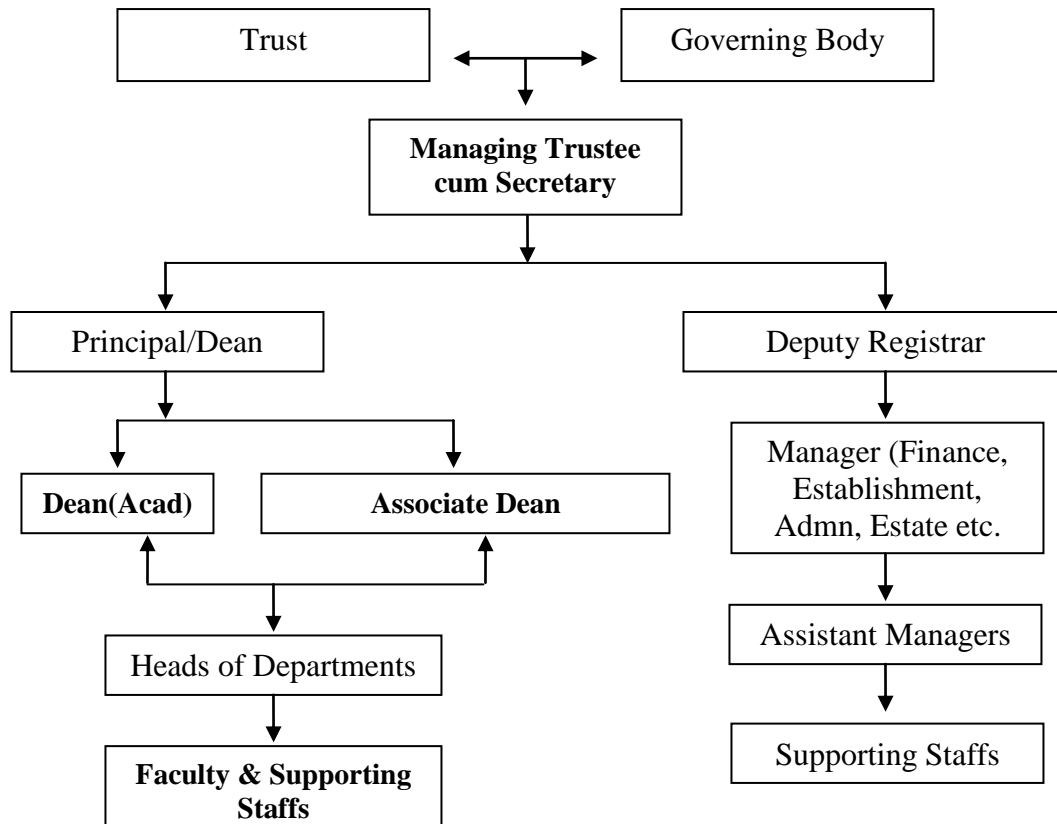 Trust
Governing Body
Managing Trustee
cum Secretary
Principal/Dean
Deputy Registrar
Dean(Acad)
Associate Dean
Manager (Finance,
Establishment,
Admn, Estate etc.
Heads of Departments
Assistant Managers
Faculty & Supporting
Staffs
Supporting Staffs